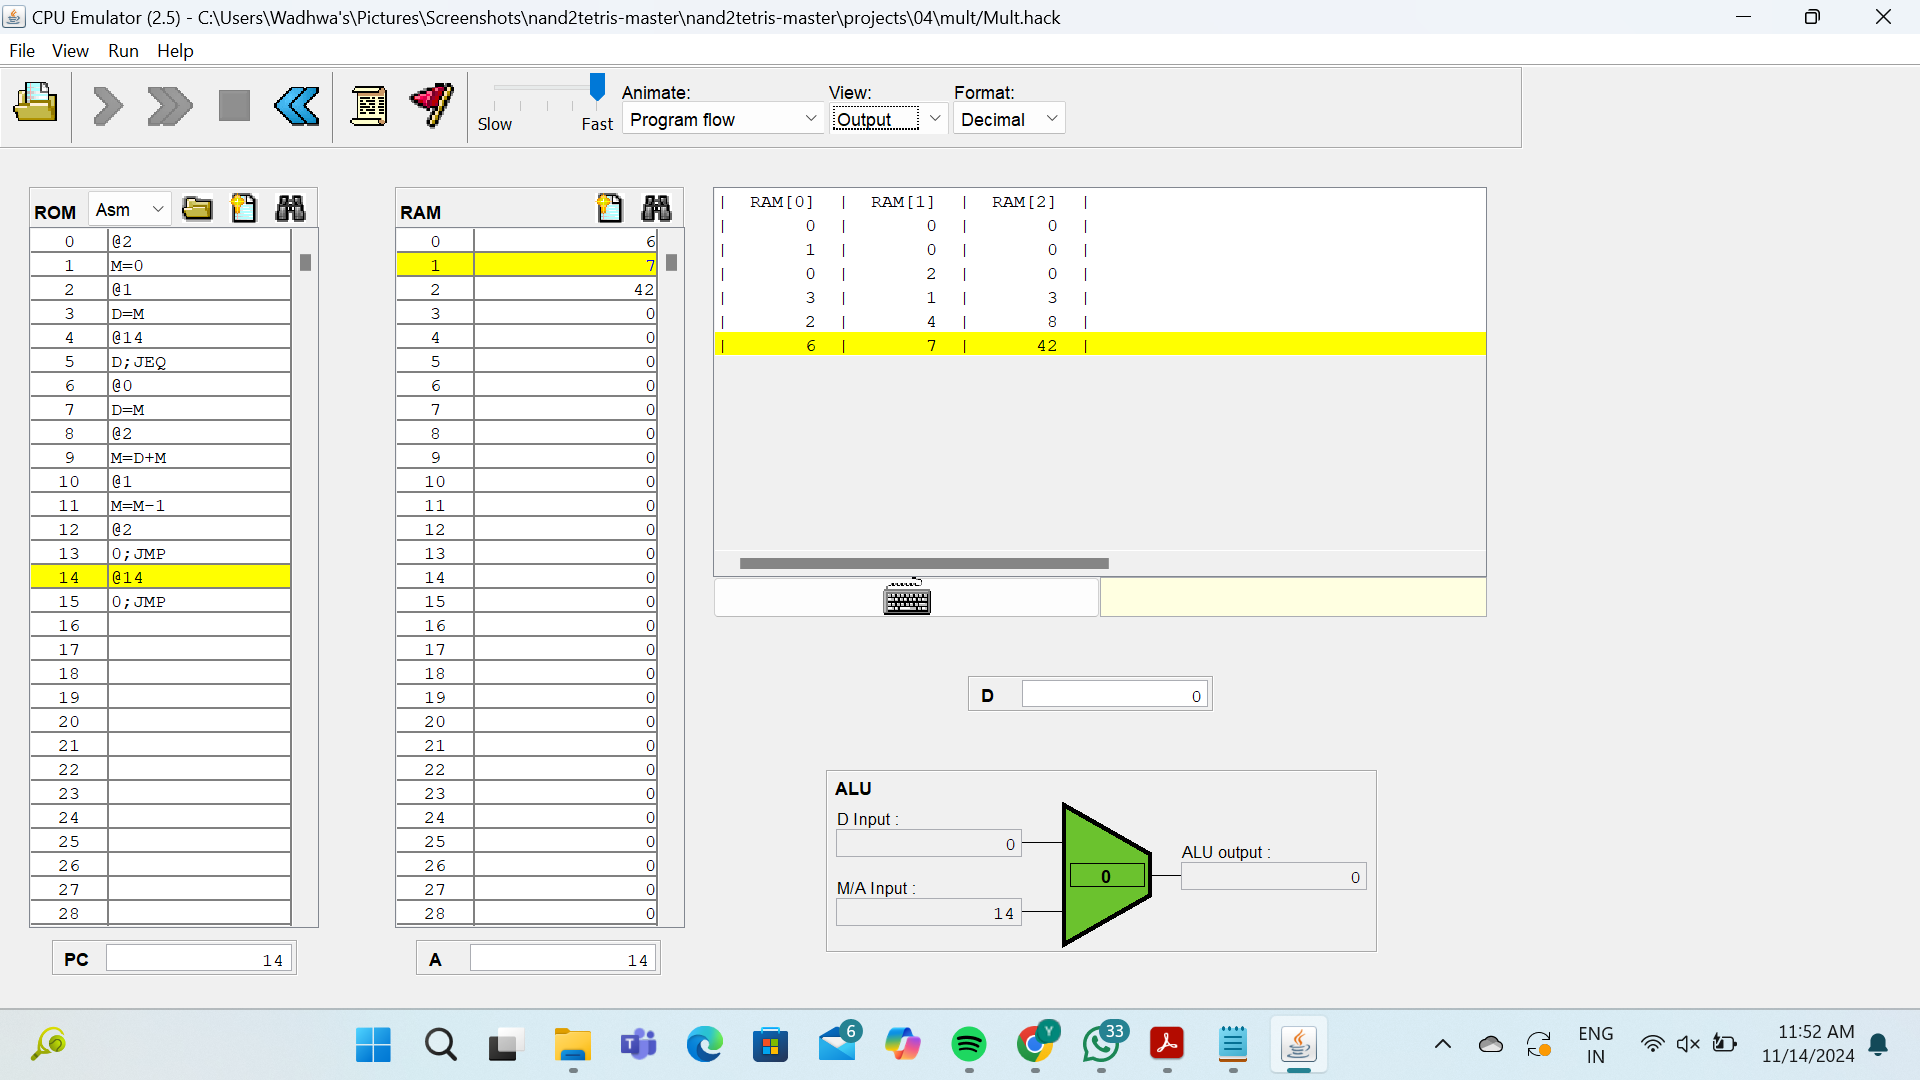 CPU Emulator (2.5) - C:\Users\Wadhwa's\Pictures\Screenshots\nand2tetris-master\nand2tetris-master\projects\04\mult/Mult.hack
File View Run Help
Slow Fast
Animate:
Program flow
View:
Output
Format:
Decimal
ROM Asm
0 @2
1 M=0
2 @1
3 D=M
4 @14
5 D;JEQ
6 @0
7 D=M
8 @2
9 M=D+M
10 @1
11 M=M-1
12 @2
13 0;JMP
14 @14
15 0;JMP
16
17
18
19
20
21
22
23
24
25
26
27
28
PC 14
RAM
0 6
1 7
2 42
3 0
4 0
5 0
6 0
7 0
8 0
9 0
10 0
11 0
12 0
13 0
14 0
15 0
16 0
17 0
18 0
19 0
20 0
21 0
22 0
23 0
24 0
25 0
26 0
27 0
28 0
A 14
| RAM[0] | RAM[1] | RAM[2] |
| 0 | 0 | 0 |
| 1 | 0 | 0 |
| 0 | 2 | 0 |
| 3 | 1 | 3 |
| 2 | 4 | 8 |
| 6 | 7 | 42 |
D 0
ALU
D Input :
0
M/A Input :
14
0
ALU output :
0
6
Y
33
ENG
IN
11:52 AM
11/14/2024